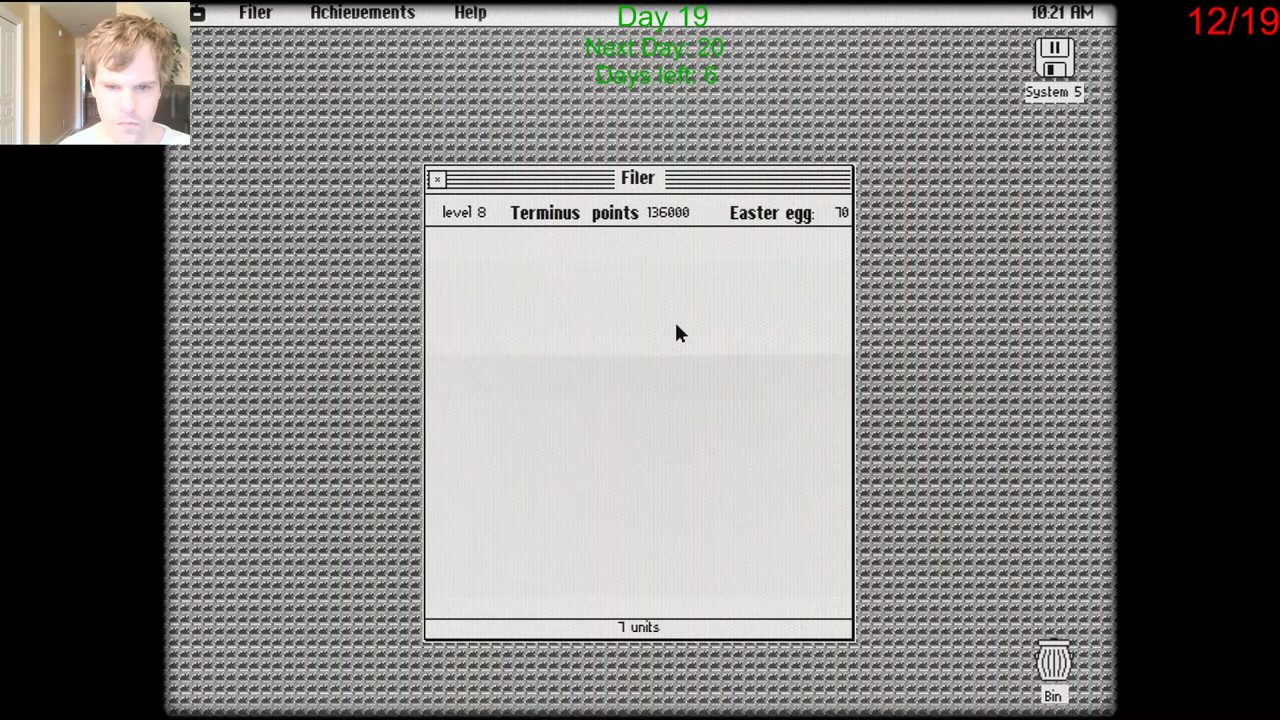 Filer Achievements Help
Day 19
10:21 AM
12/19
Next Day: 20
Days left: 6
System 5
Filer
level 8 Terminus points 136000 Easter egg: 70
7 units
Bin